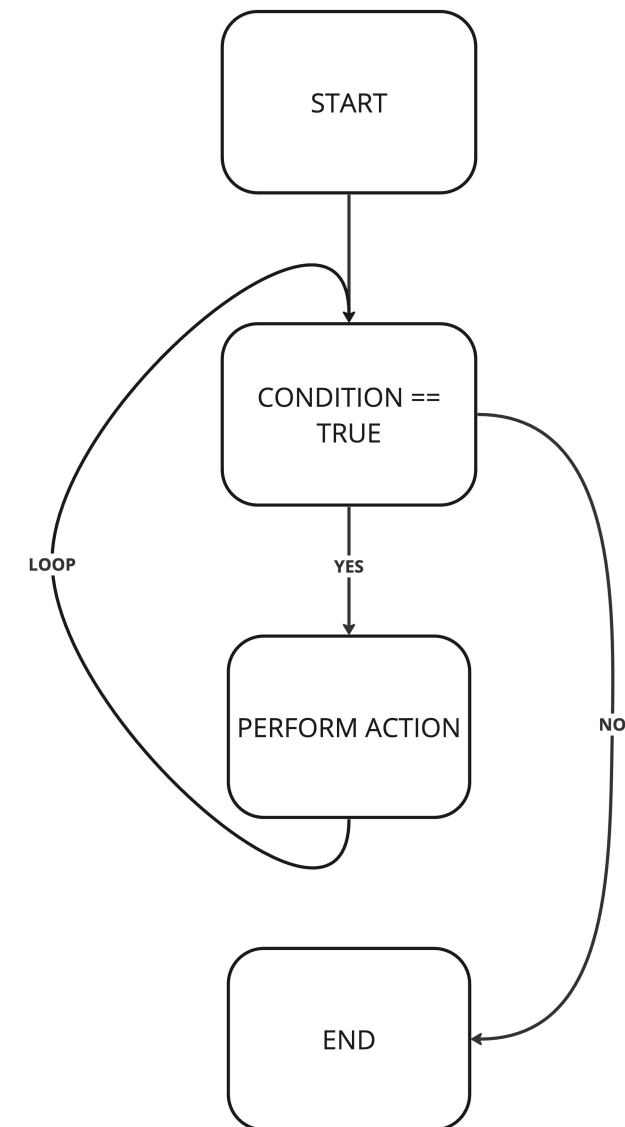 START
CONDITION ==
TRUE
LOOP
YES
PERFORM ACTION
NO
END